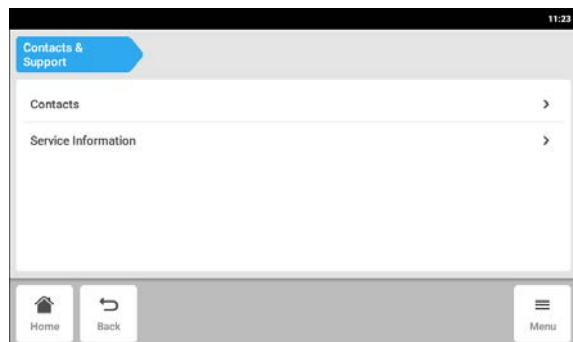 11:23
Contacts &
Support
Contacts
Service Information
Home
Back
Menu